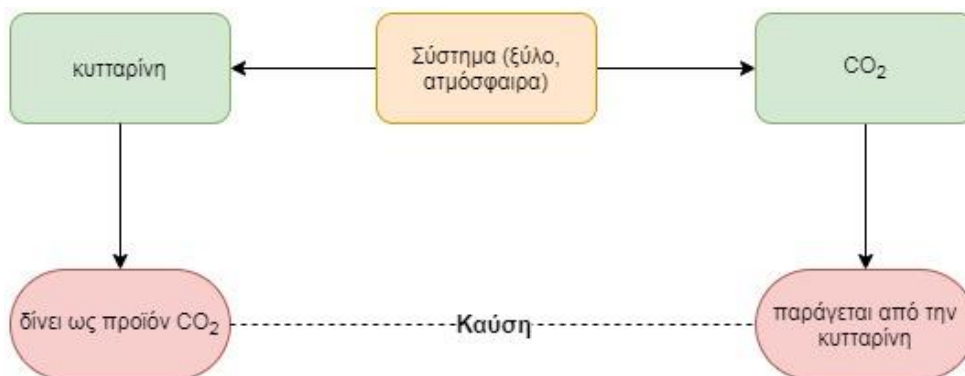 κυτταρίνη
Σύστημα (ξύλο,
ατμόσφαιρα)
CO₂
δίνει ως προϊόν CO₂
Καύση
παράγεται από την
κυτταρίνη